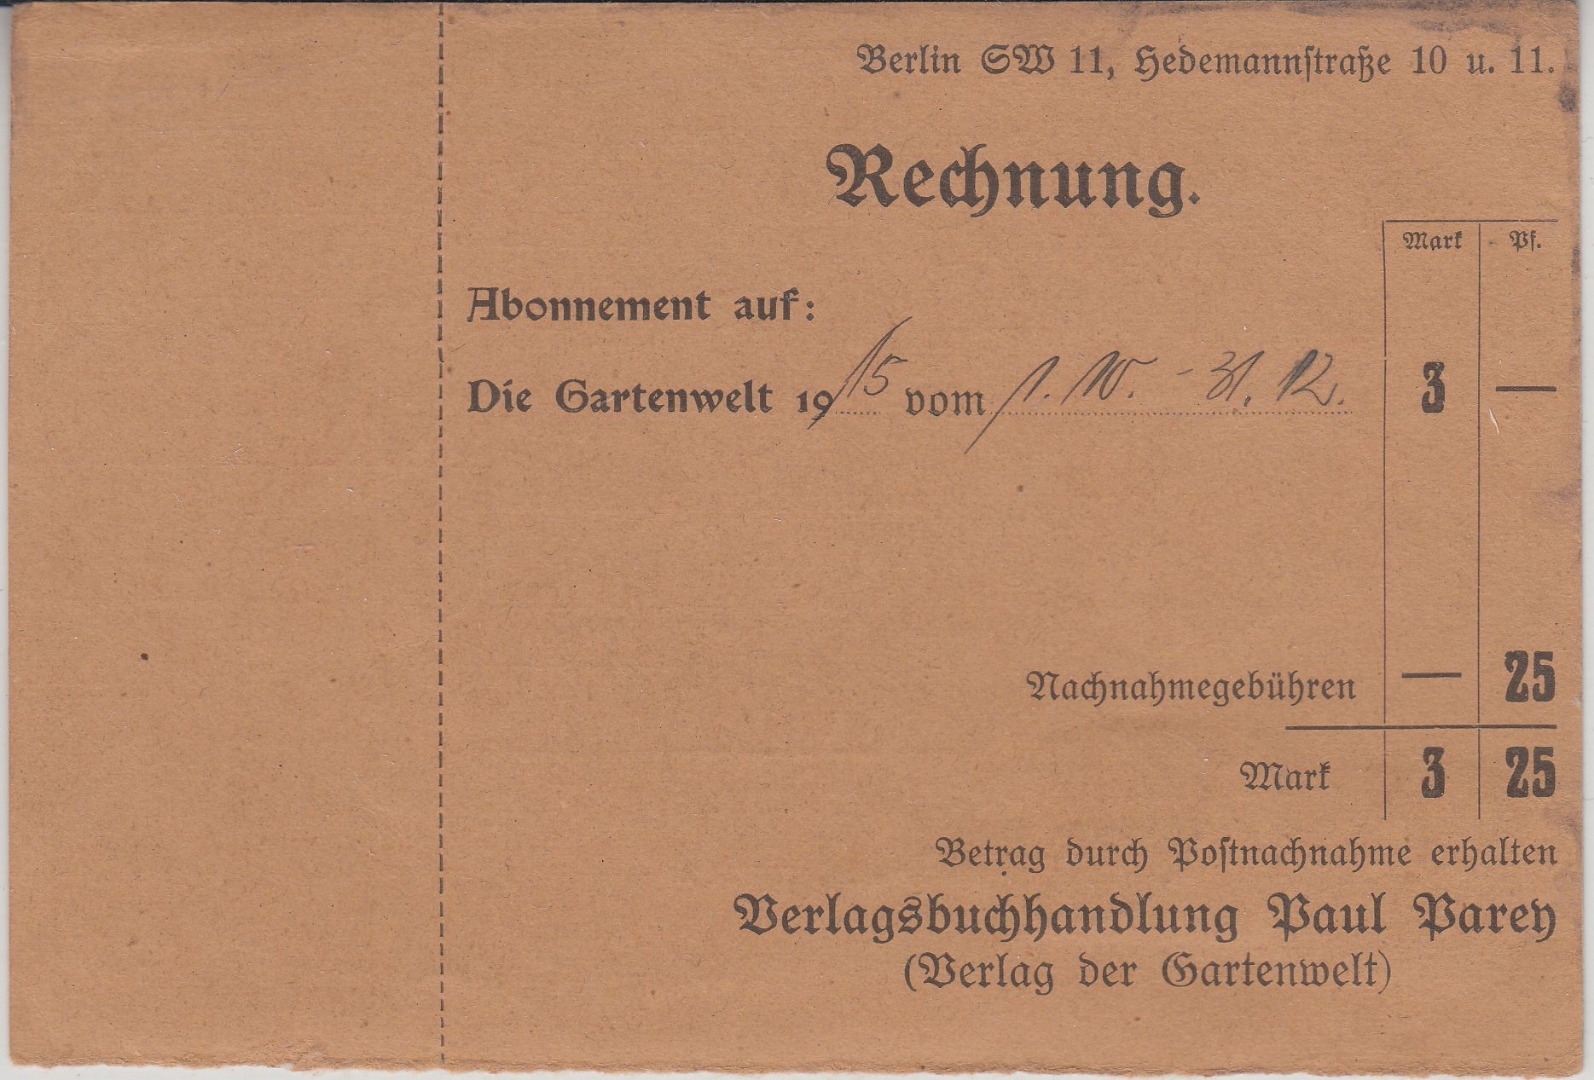 Berlin SW 11, Hedemannſtraße 10 u. 11.
Rechnung.
Mark Pf.
Abonnement auf:
Die Gartenwelt 1915 vom 1. 10. - 31. 12. 3 —
Nachnahmegebühren — 25
Mark 3 25
Betrag durch Poſtnachnahme erhalten
Verlagsbuchhandlung Paul Parey
(Verlag der Gartenwelt)